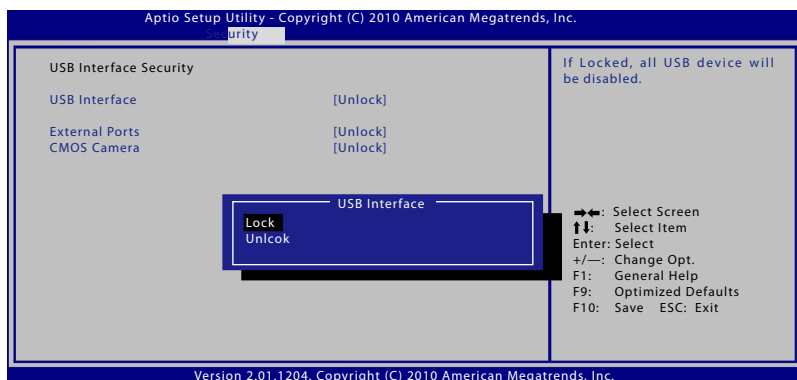 Aptio Setup Utility - Copyright (C) 2010 American Megatrends, Inc.
Security
USB Interface Security
USB Interface [Unlock]
External Ports [Unlock]
CMOS Camera [Unlock]
If Locked, all USB device will
be disabled.
USB Interface
Lock
Unlcok
→←: Select Screen
↑↓: Select Item
Enter: Select
+/—: Change Opt.
F1: General Help
F9: Optimized Defaults
F10: Save ESC: Exit
Version 2.01.1204. Copyright (C) 2010 American Megatrends, Inc.